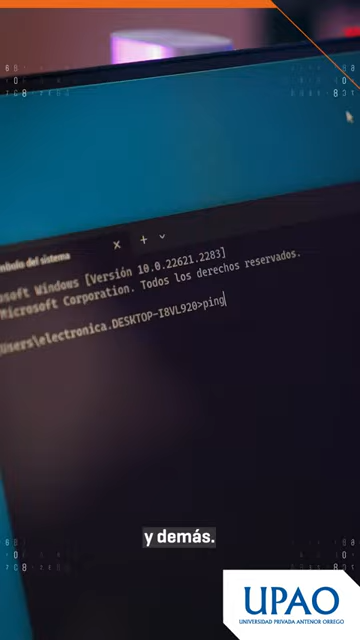 mbolo del sistema
osoft Windows [Versión 10.0.22621.2283]
Microsoft Corporation. Todos los derechos reservados.
Users\electronica.DESKTOP-I8VL920>ping
y demás.
UPAO
UNIVERSIDAD PRIVADA ANTENOR ORREGO